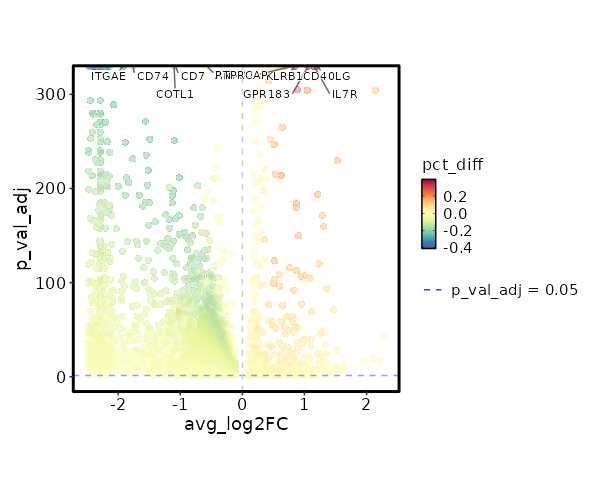 ITGAE CD74 CD7 KLRB1 CD40LG
COTL1 GPR183 IL7R
300
200
100
0
p_val_adj
-2 -1 0 1 2
avg_log2FC
pct_diff
0.2
0.0
-0.2
-0.4
p_val_adj = 0.05